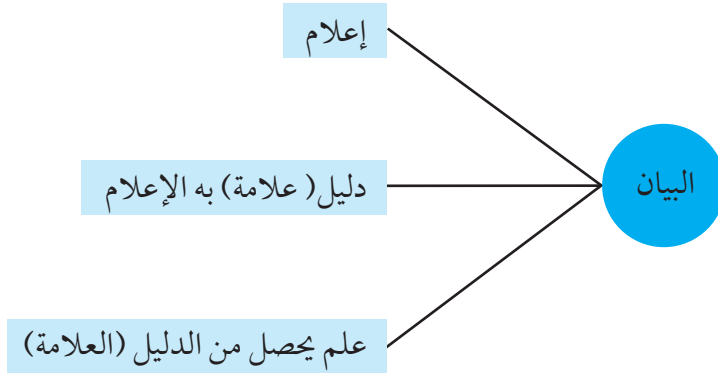 البيان
إعلام
دليل( علامة) به الإعلام
علم يحصل من الدليل (العلامة)